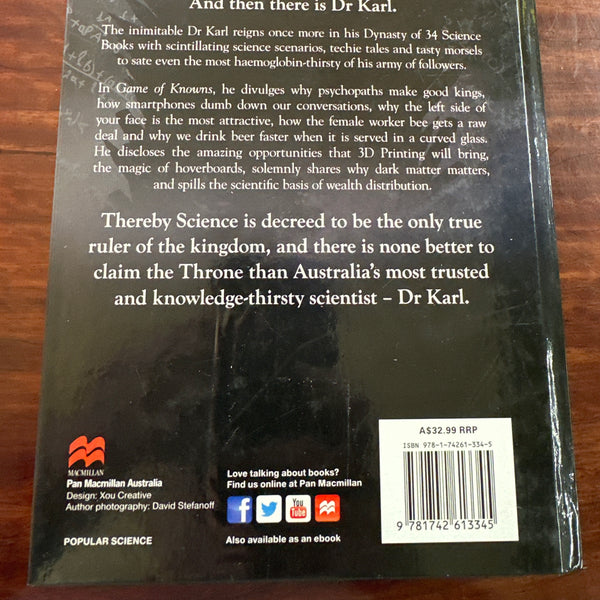 And then there is Dr Karl.
The inimitable Dr Karl reigns once more in his Dynasty of 34 Science
Books with scintillating science scenarios, techie tales and tasty morsels
to sate even the most haemoglobin-thirsty of his army of followers.
In Game of Knowns, he divulges why psychopaths make good kings,
how smartphones dumb down our conversations, why the left side of
your face is the most attractive, how the female worker bee gets a raw
deal and why we drink beer faster when it is served in a curved glass.
He discloses the amazing opportunities that 3D Printing will bring,
the magic of hoverboards, solemnly shares why dark matter matters,
and spills the scientific basis of wealth distribution.
Thereby Science is decreed to be the only true
ruler of the kingdom, and there is none better to
claim the Throne than Australia's most trusted
and knowledge-thirsty scientist – Dr Karl.
MACMILLAN
Pan Macmillan Australia
Design: Xou Creative
Author photography: David Stefanoff
POPULAR SCIENCE
Love talking about books?
Find us online at Pan Macmillan
f
You
Tube
Also available as an ebook
A$32.99 RRP
ISBN 978-1-74261-334-5
9 781742 613345